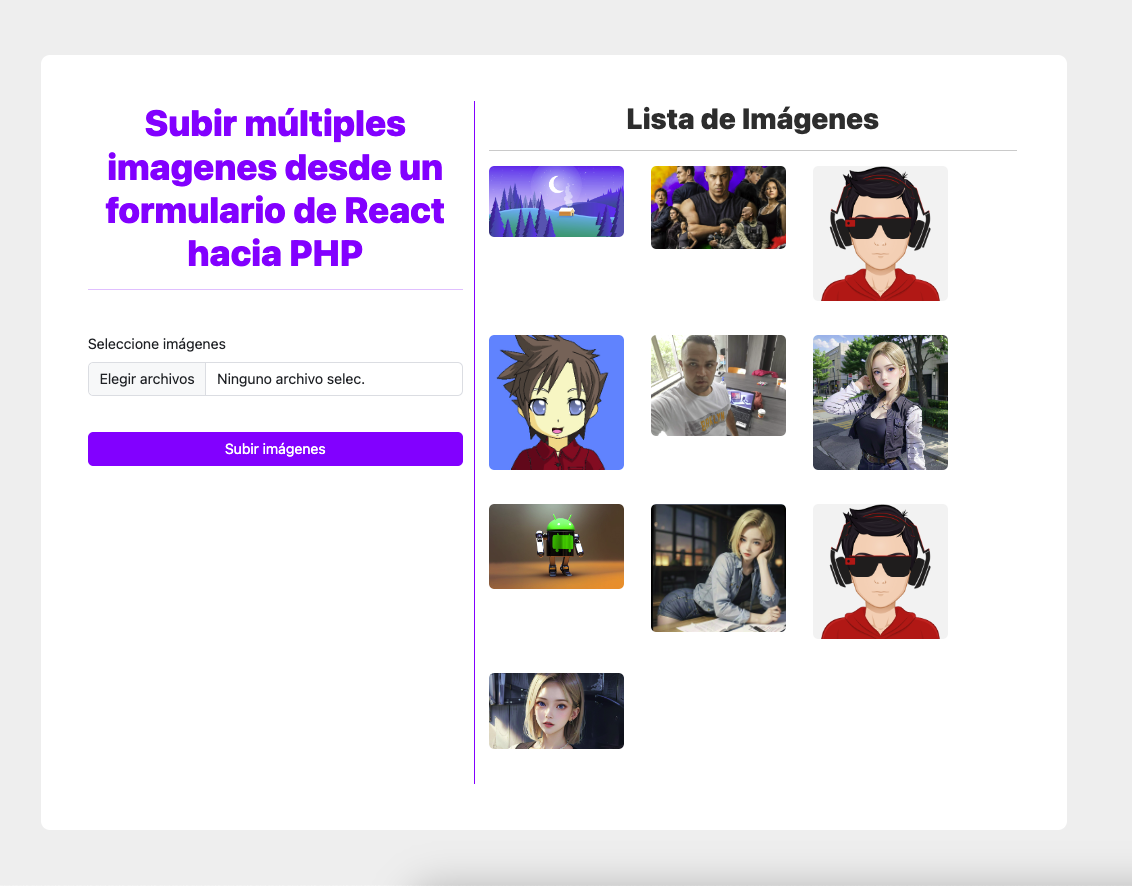 Subir múltiples
imagenes desde un
formulario de React
hacia PHP
Seleccione imágenes
Elegir archivos Ninguno archivo selec.
Subir imágenes
Lista de Imágenes